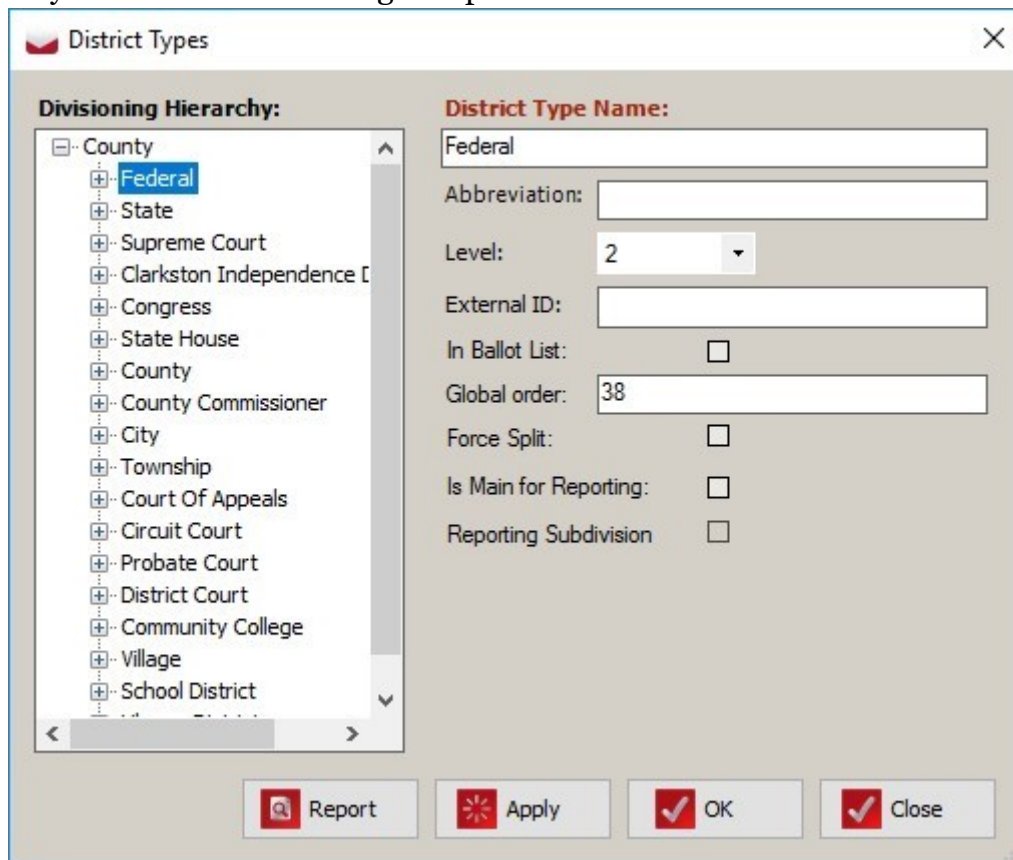 District Types
Divisioning Hierarchy:
County
Federal
State
Supreme Court
Clarkston Independence
Congress
State House
County
County Commissioner
City
Township
Court Of Appeals
Circuit Court
Probate Court
District Court
Community College
Village
School District
District Type Name:
Federal
Abbreviation:
Level: 2
External ID:
In Ballot List:
Global order: 38
Force Split:
Is Main for Reporting:
Reporting Subdivision
Report Apply OK Close